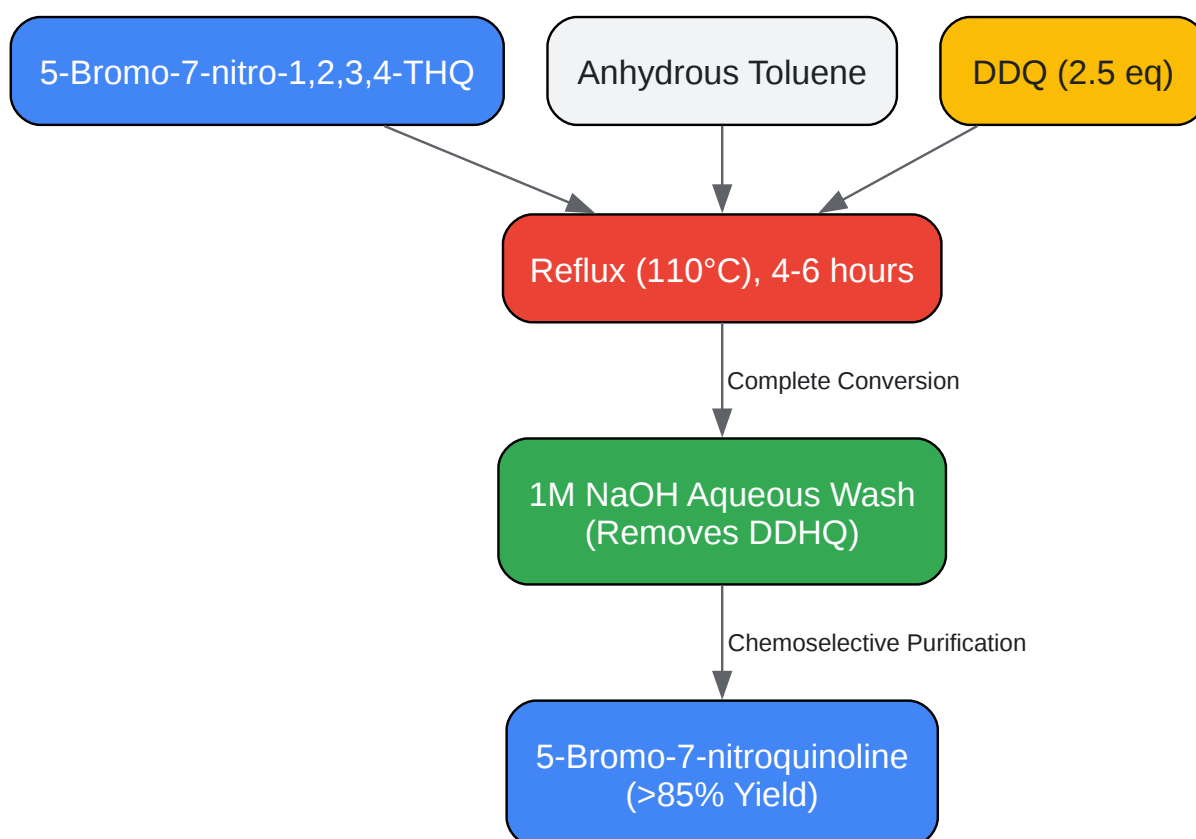 5-Bromo-7-nitro-1,2,3,4-THQ
Anhydrous Toluene
DDQ (2.5 eq)
Reflux (110°C), 4-6 hours
Complete Conversion
1M NaOH Aqueous Wash
(Removes DDHQ)
Chemoselective Purification
5-Bromo-7-nitroquinoline
(>85% Yield)